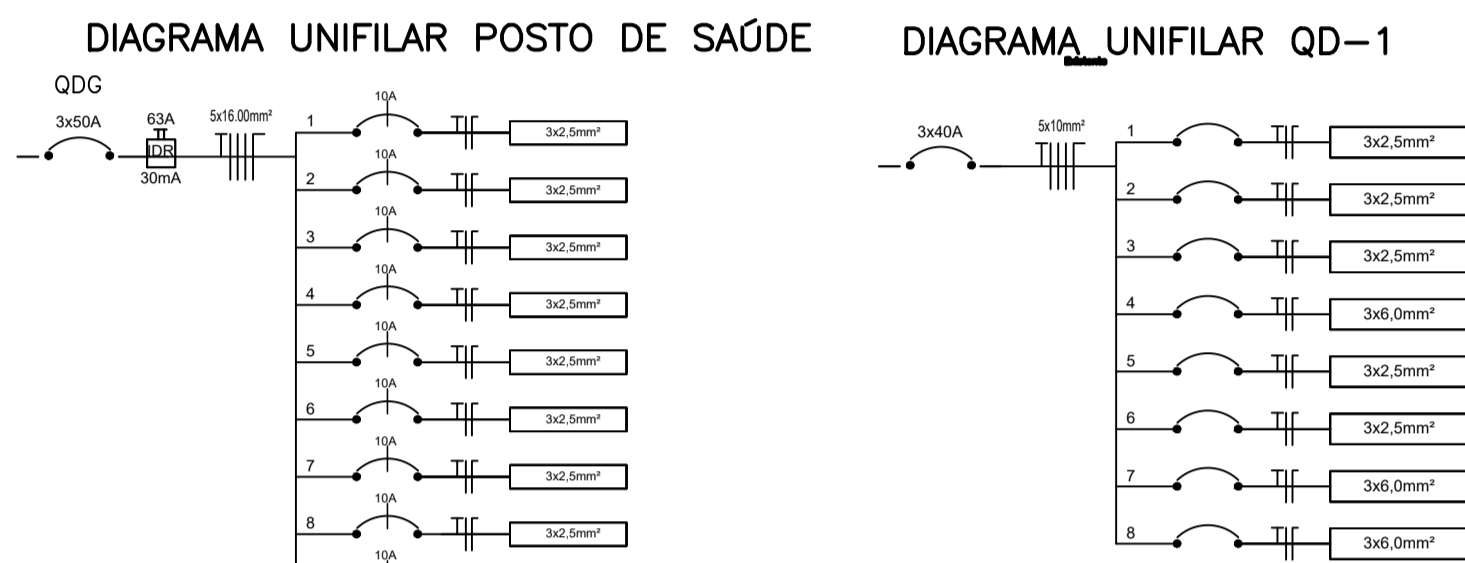 DIAGRAMA UNIFILAR POSTO DE SAÚDE
QDG
3x50A
63A
IDR
30mA
5x16.00mm²
1
10A
3x2,5mm²
2
10A
3x2,5mm²
3
10A
3x2,5mm²
4
10A
3x2,5mm²
5
10A
3x2,5mm²
6
10A
3x2,5mm²
7
10A
3x2,5mm²
8
10A
3x2,5mm²
10A
DIAGRAMA UNIFILAR QD-1
Existente
3x40A
5x10mm²
1
3x2,5mm²
2
3x2,5mm²
3
3x2,5mm²
4
3x6,0mm²
5
3x2,5mm²
6
3x2,5mm²
7
3x6,0mm²
8
3x6,0mm²